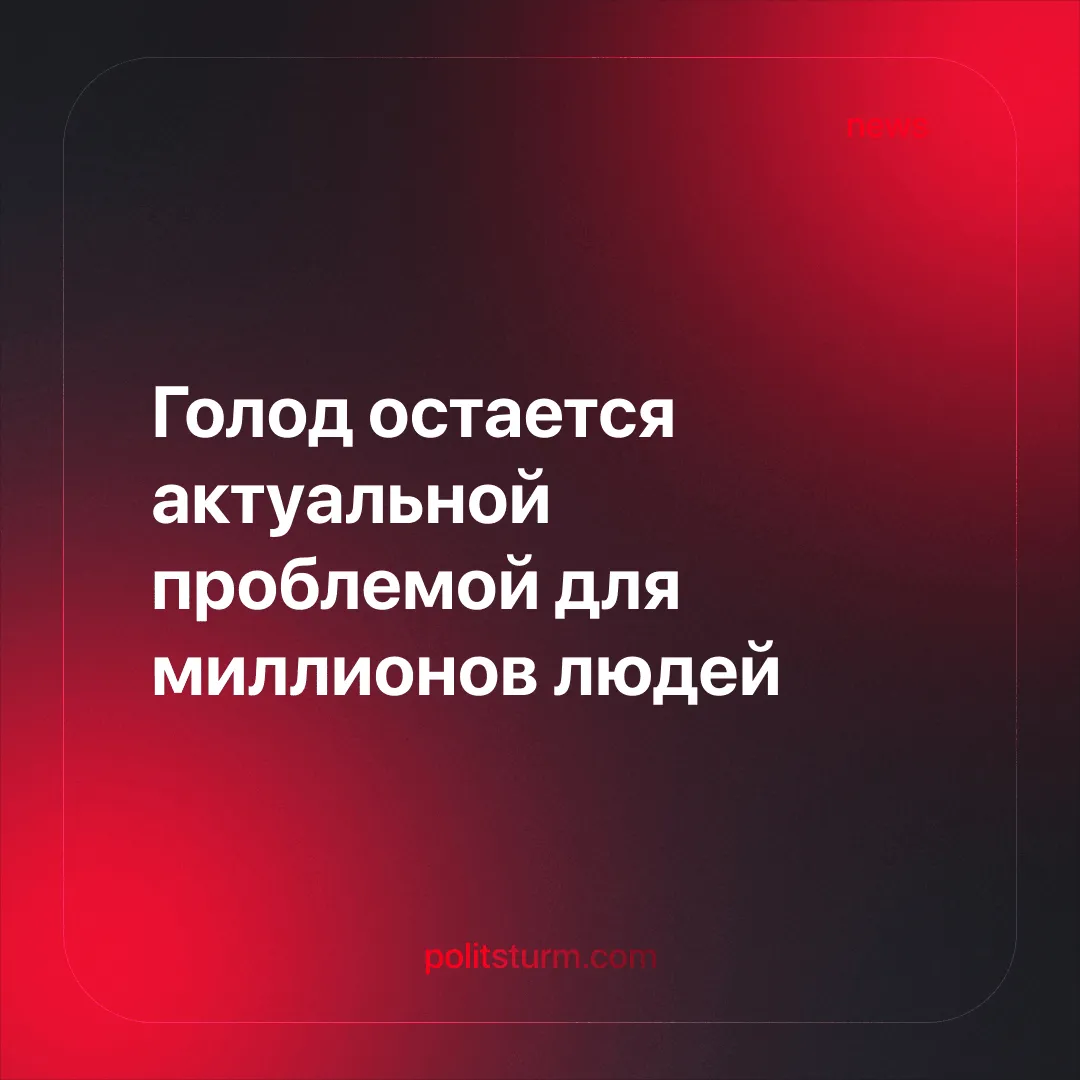 news
Голод остается
актуальной
проблемой для
миллионов людей
politsturm.com